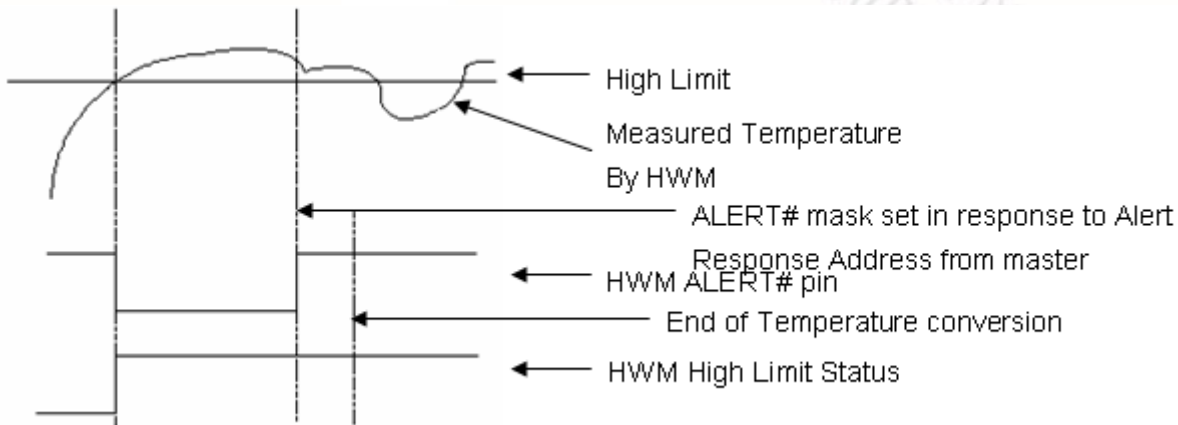 High Limit
Measured Temperature
By HWM
ALERT# mask set in response to Alert
Response Address from master
HWM ALERT# pin
End of Temperature conversion
HWM High Limit Status